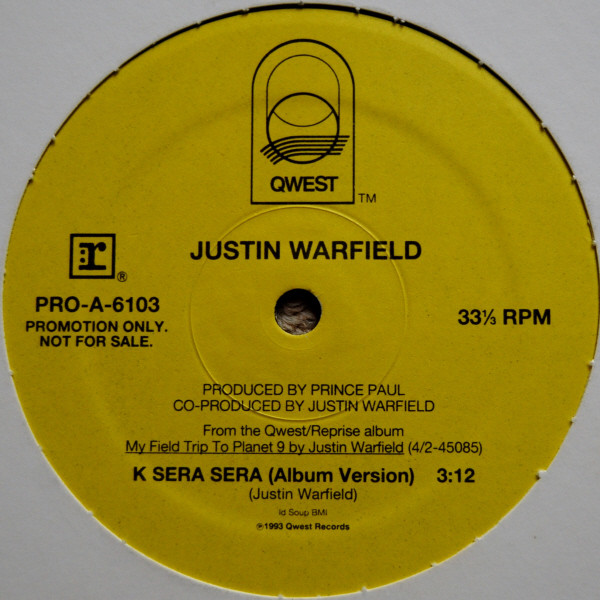 QWEST
TM
JUSTIN WARFIELD
r
®
PRO-A-6103
PROMOTION ONLY.
NOT FOR SALE.
33⅓ RPM
PRODUCED BY PRINCE PAUL
CO-PRODUCED BY JUSTIN WARFIELD
From the Qwest/Reprise album
My Field Trip To Planet 9 by Justin Warfield (4/2-45085)
K SERA SERA (Album Version) 3:12
(Justin Warfield)
Id Soup BMI
℗1993 Qwest Records